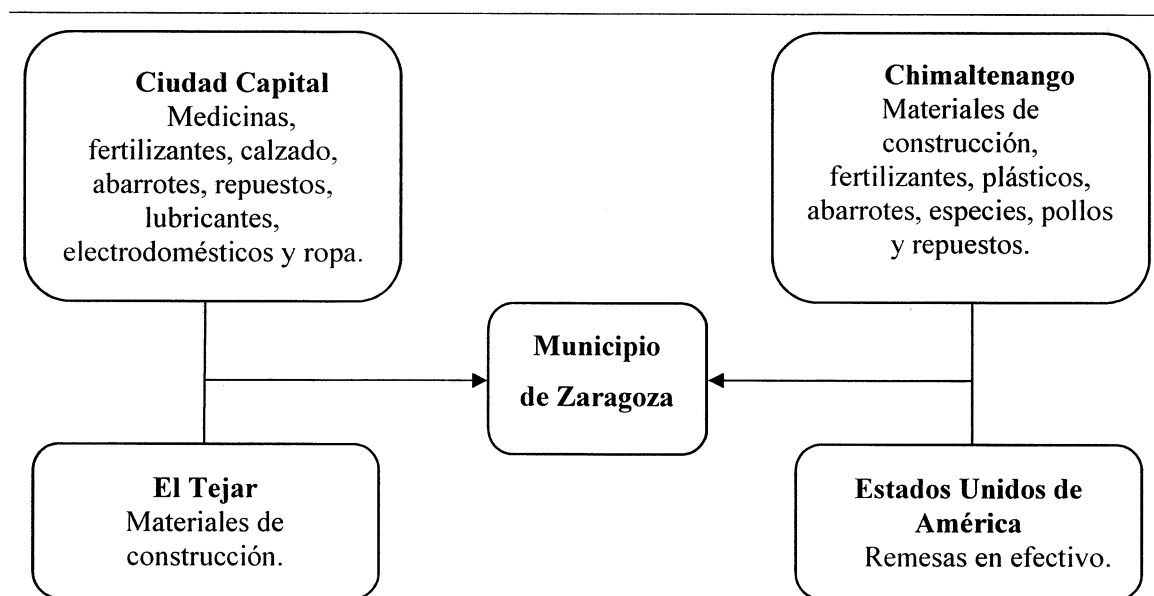 Ciudad Capital
Medicinas,
fertilizantes, calzado,
abarrotes, repuestos,
lubricantes,
electrodomésticos y ropa.
Chimaltenango
Materiales de
construcción,
fertilizantes, plásticos,
abarrotes, especies, pollos
y repuestos.
Municipio
de Zaragoza
El Tejar
Materiales de
construcción.
Estados Unidos de
América
Remesas en efectivo.